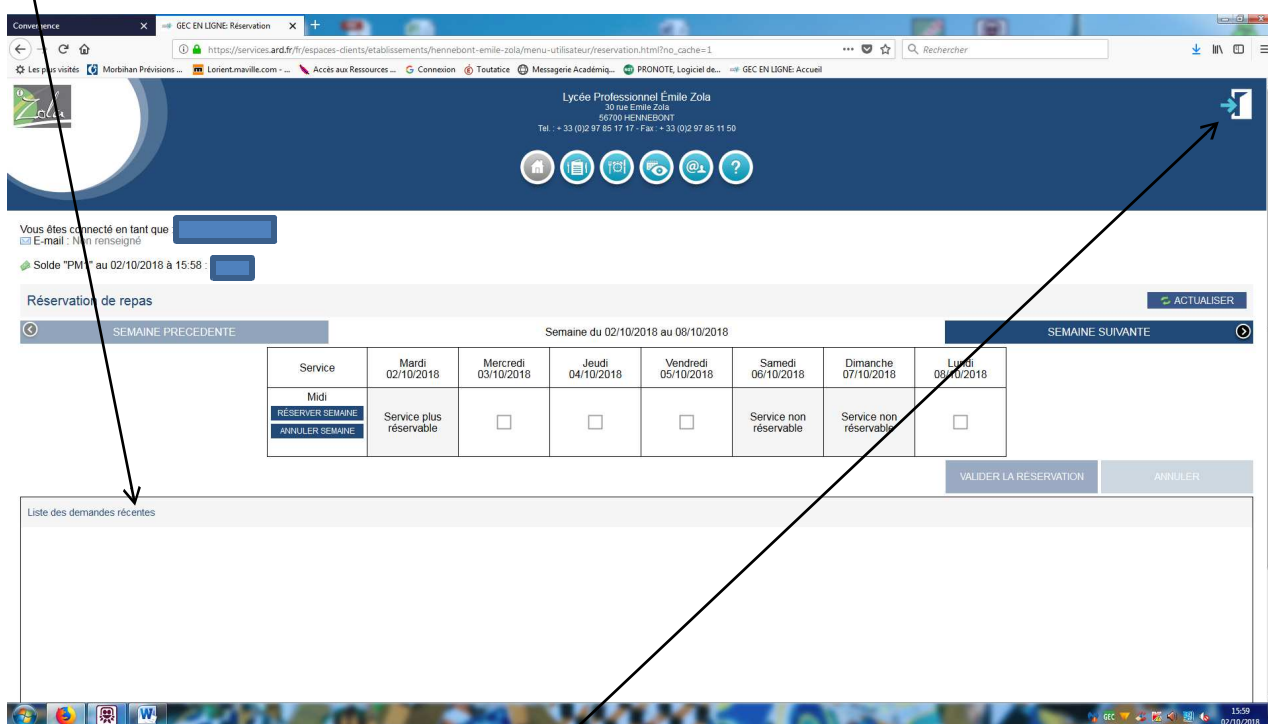 Convergence
GEC EN LIGNE: Réservation
https://services.ard.fr/fr/espaces-clients/etablissements/hennebont-emile-zola/menu-utilisateur/reservation.html?no_cache=1
Rechercher
Les plus visités
Morbihan Prévisions ...
Lorient.maville.com - ...
Accès aux Ressources ...
Connexion
Toutatice
Messagerie Académiq...
PRONOTE, Logiciel de...
GEC EN LIGNE: Accueil
Zola
Lycée Professionnel Émile Zola
30 rue Emile Zola
56700 HENNEBONT
Tel. : + 33 (0)2 97 85 17 17 - Fax : + 33 (0)2 97 85 11 50
Vous êtes connecté en tant que :
E-mail : Non renseigné
Solde "PM1" au 02/10/2018 à 15:58 :
Réservation de repas
ACTUALISER
SEMAINE PRECEDENTE
Semaine du 02/10/2018 au 08/10/2018
SEMAINE SUIVANTE
Service
Mardi
02/10/2018
Mercredi
03/10/2018
Jeudi
04/10/2018
Vendredi
05/10/2018
Samedi
06/10/2018
Dimanche
07/10/2018
Lundi
08/10/2018
Midi
RÉSERVER SEMAINE
ANNULER SEMAINE
Service plus
réservable
Service non
réservable
Service non
réservable
VALIDER LA RÉSERVATION
ANNULER
Liste des demandes récentes
GEC
15:59
02/10/2018